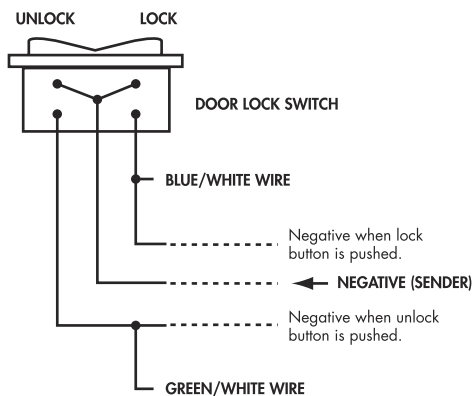 UNLOCK LOCK
DOOR LOCK SWITCH
BLUE/WHITE WIRE
Negative when lock
button is pushed.
NEGATIVE (SENDER)
Negative when unlock
button is pushed.
GREEN/WHITE WIRE